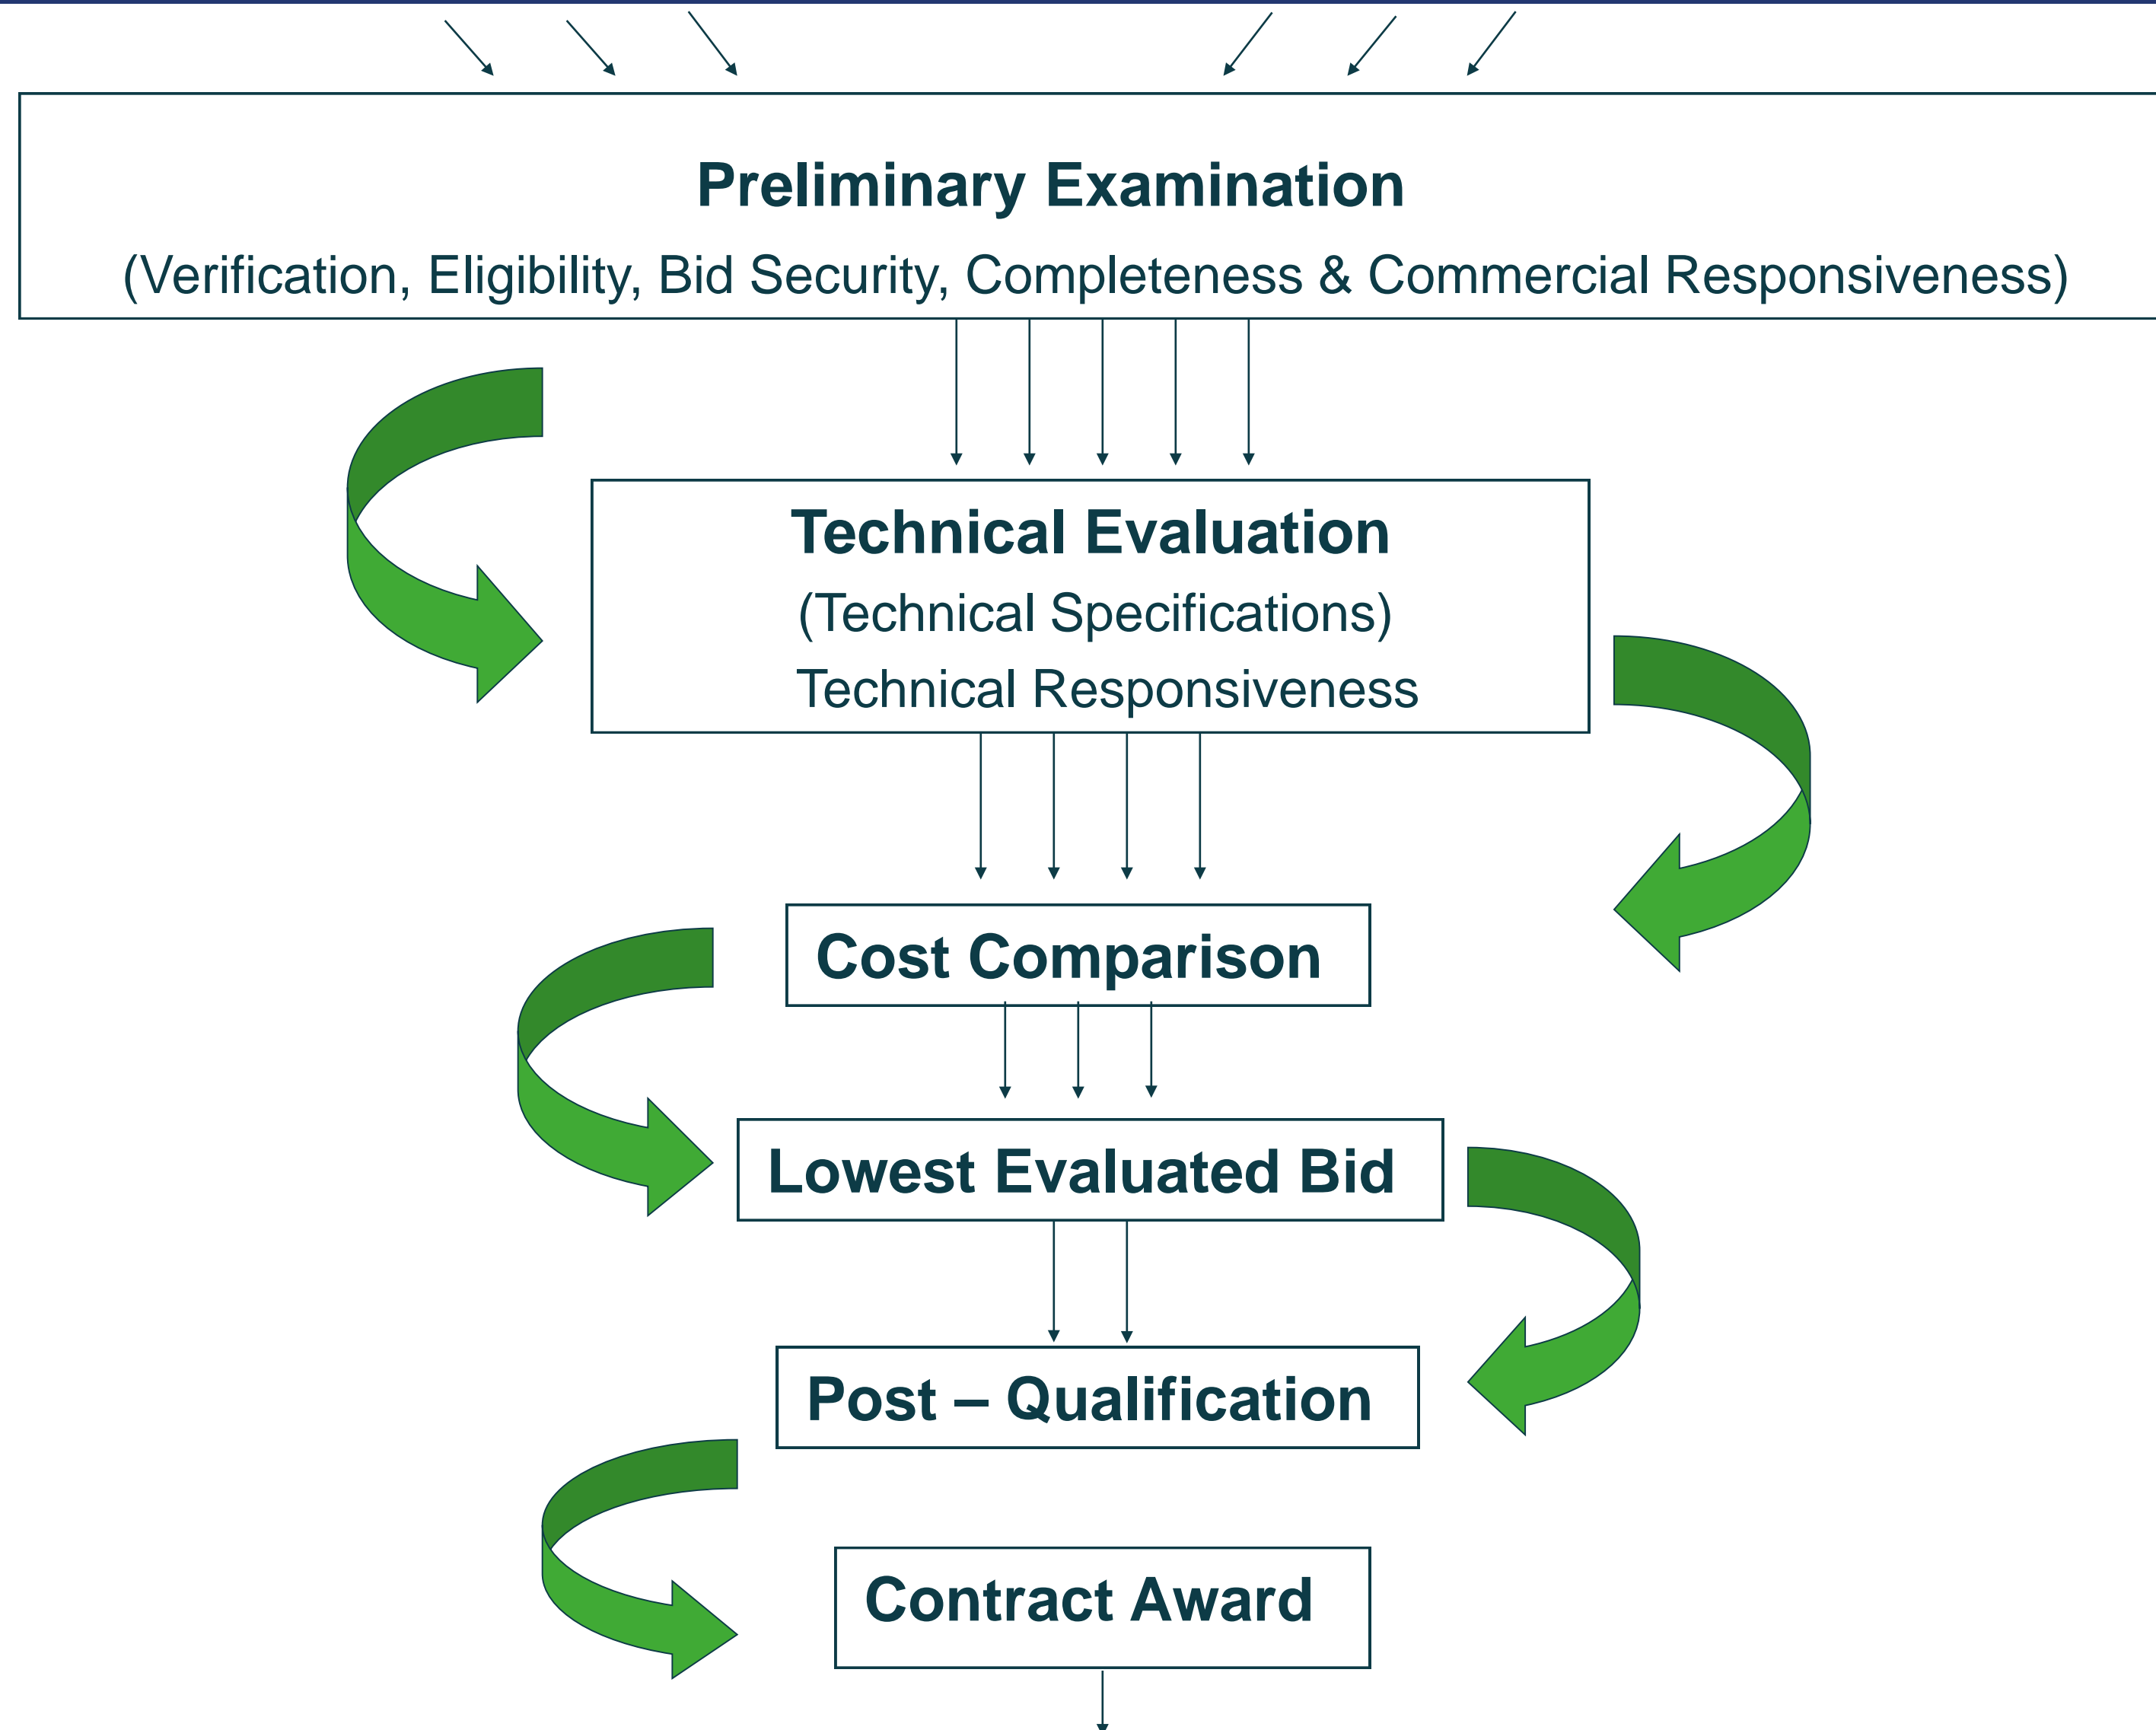 Preliminary Examination
(Verification, Eligibility, Bid Security, Completeness & Commercial Responsiveness)
Technical Evaluation
(Technical Specifications)
Technical Responsiveness
Cost Comparison
Lowest Evaluated Bid
Post – Qualification
Contract Award